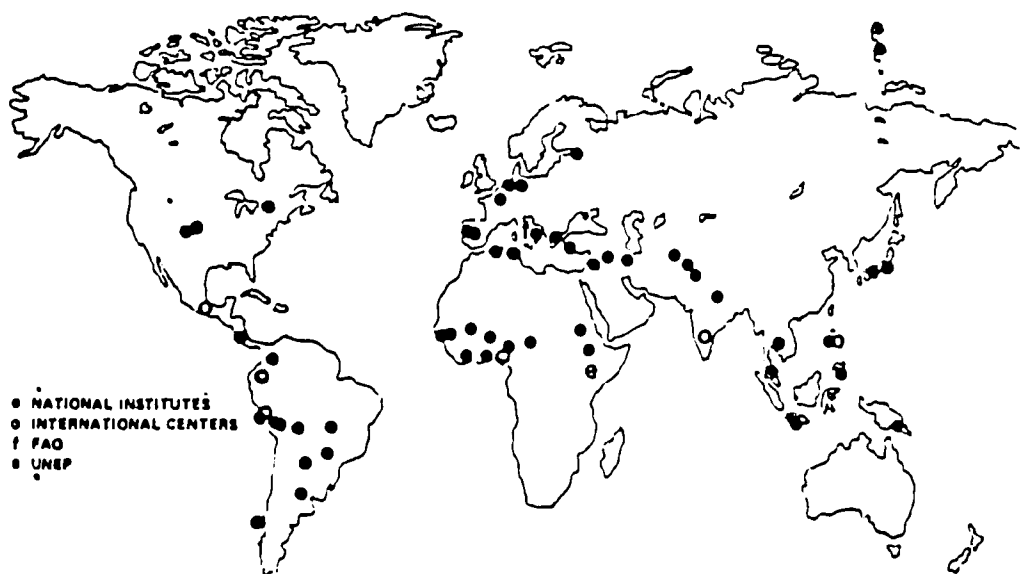 ● NATIONAL INSTITUTES
○ INTERNATIONAL CENTERS
f FAO
● UNEP